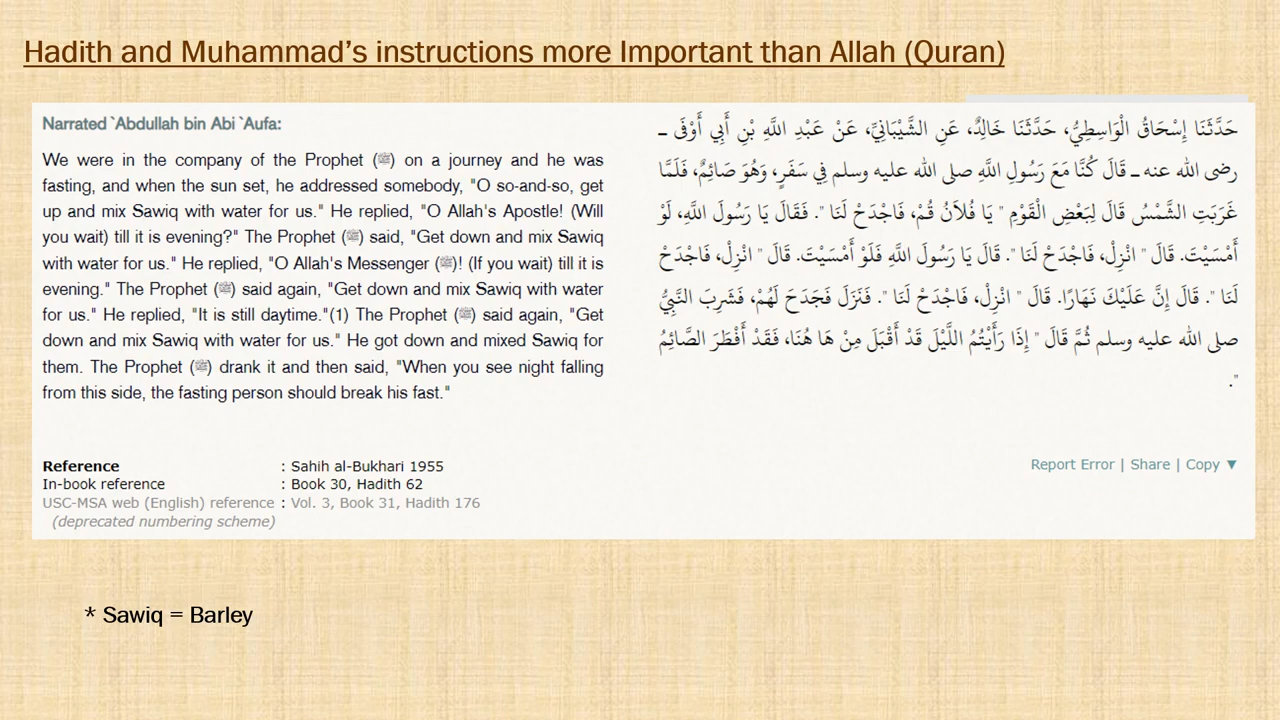 Hadith and Muhammad’s instructions more Important than Allah (Quran)
Narrated `Abdullah bin Abi `Aufa:
We were in the company of the Prophet (ﷺ) on a journey and he was
fasting, and when the sun set, he addressed somebody, "O so-and-so, get
up and mix Sawiq with water for us." He replied, "O Allah's Apostle! (Will
you wait) till it is evening?" The Prophet (ﷺ) said, "Get down and mix Sawiq
with water for us." He replied, "O Allah's Messenger (ﷺ)! (If you wait) till it is
evening." The Prophet (ﷺ) said again, "Get down and mix Sawiq with water
for us." He replied, "It is still daytime."(1) The Prophet (ﷺ) said again, "Get
down and mix Sawiq with water for us." He got down and mixed Sawiq for
them. The Prophet (ﷺ) drank it and then said, "When you see night falling
from this side, the fasting person should break his fast."
حَدَّثَنَا إِسْحَاقُ الْوَاسِطِيُّ، حَدَّثَنَا خَالِدٌ، عَنِ الشَّيْبَانِيِّ، عَنْ عَبْدِ اللَّهِ بْنِ أَبِي أَوْفَى ـ
رضى الله عنه ـ قَالَ كُنَّا مَعَ رَسُولِ اللَّهِ صلى الله عليه وسلم فِي سَفَرٍ، وَهُوَ صَائِمٌ، فَلَمَّا
غَرَبَتِ الشَّمْسُ قَالَ لِبَعْضِ الْقَوْمِ " يَا فُلاَنُ قُمْ، فَاجْدَحْ لَنَا ". فَقَالَ يَا رَسُولَ اللَّهِ، لَوْ
أَمْسَيْتَ. قَالَ " انْزِلْ، فَاجْدَحْ لَنَا ". قَالَ يَا رَسُولَ اللَّهِ فَلَوْ أَمْسَيْتَ. قَالَ " انْزِلْ، فَاجْدَحْ
لَنَا ". قَالَ إِنَّ عَلَيْكَ نَهَارًا. قَالَ " انْزِلْ، فَاجْدَحْ لَنَا ". فَنَزَلَ فَجَدَحَ لَهُمْ، فَشَرِبَ النَّبِيُّ
صلى الله عليه وسلم ثُمَّ قَالَ " إِذَا رَأَيْتُمُ اللَّيْلَ قَدْ أَقْبَلَ مِنْ هَا هُنَا، فَقَدْ أَفْطَرَ الصَّائِمُ
".
Reference : Sahih al-Bukhari 1955
In-book reference : Book 30, Hadith 62
USC-MSA web (English) reference : Vol. 3, Book 31, Hadith 176
(deprecated numbering scheme)
Report Error | Share | Copy ▼
* Sawiq = Barley